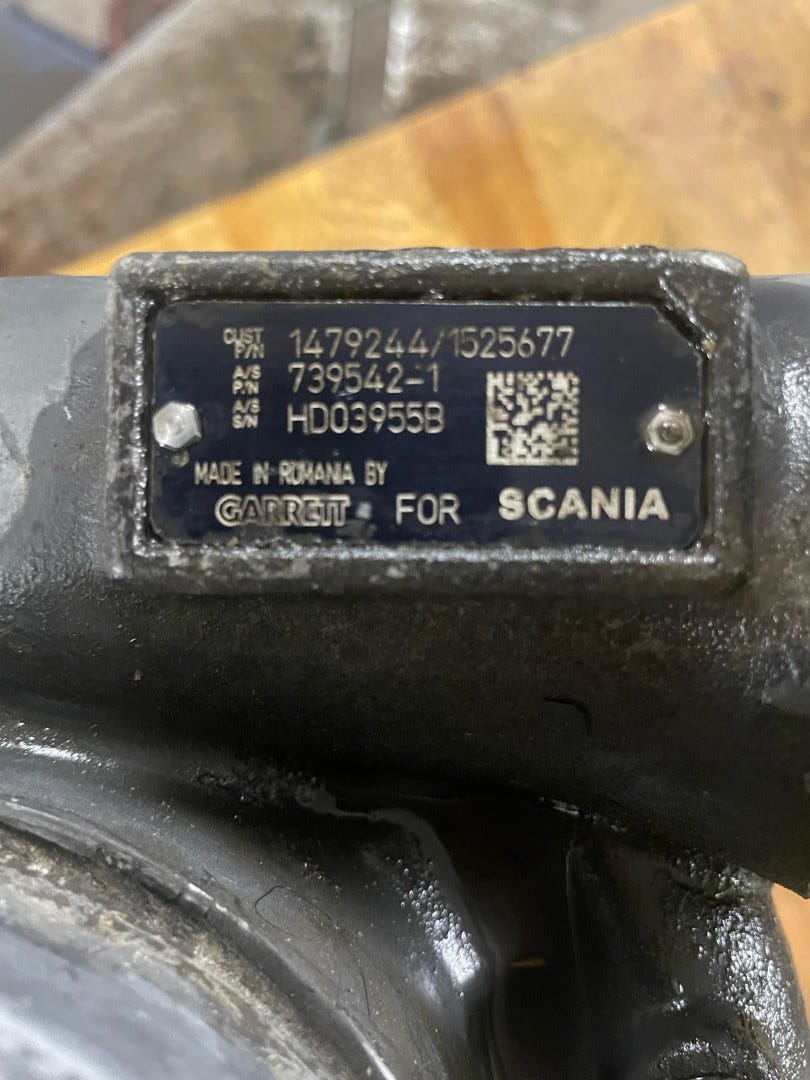 CUST P/N 1479244/1525677
A/S P/N 739542-1
A/S S/N HD03955B
MADE IN ROMANIA BY
GARRETT FOR SCANIA